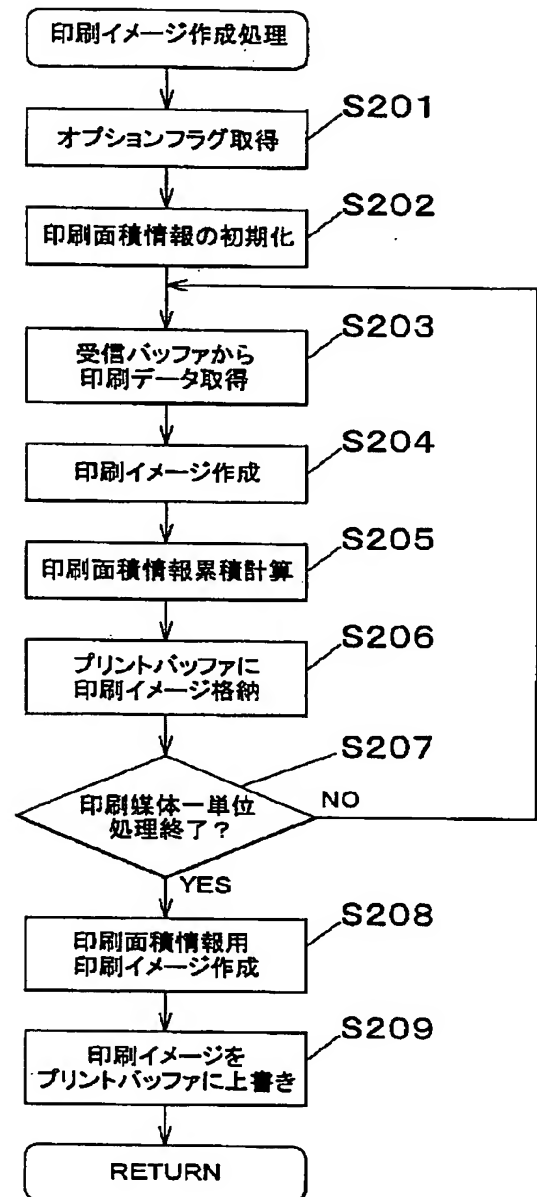 印刷イメージ作成処理
S201
オプションフラグ取得
S202
印刷面積情報の初期化
S203
受信バッファから
印刷データ取得
S204
印刷イメージ作成
S205
印刷面積情報累積計算
S206
プリントバッファに
印刷イメージ格納
S207
印刷媒体一単位
処理終了？
NO
YES
S208
印刷面積情報用
印刷イメージ作成
S209
印刷イメージを
プリントバッファに上書き
RETURN